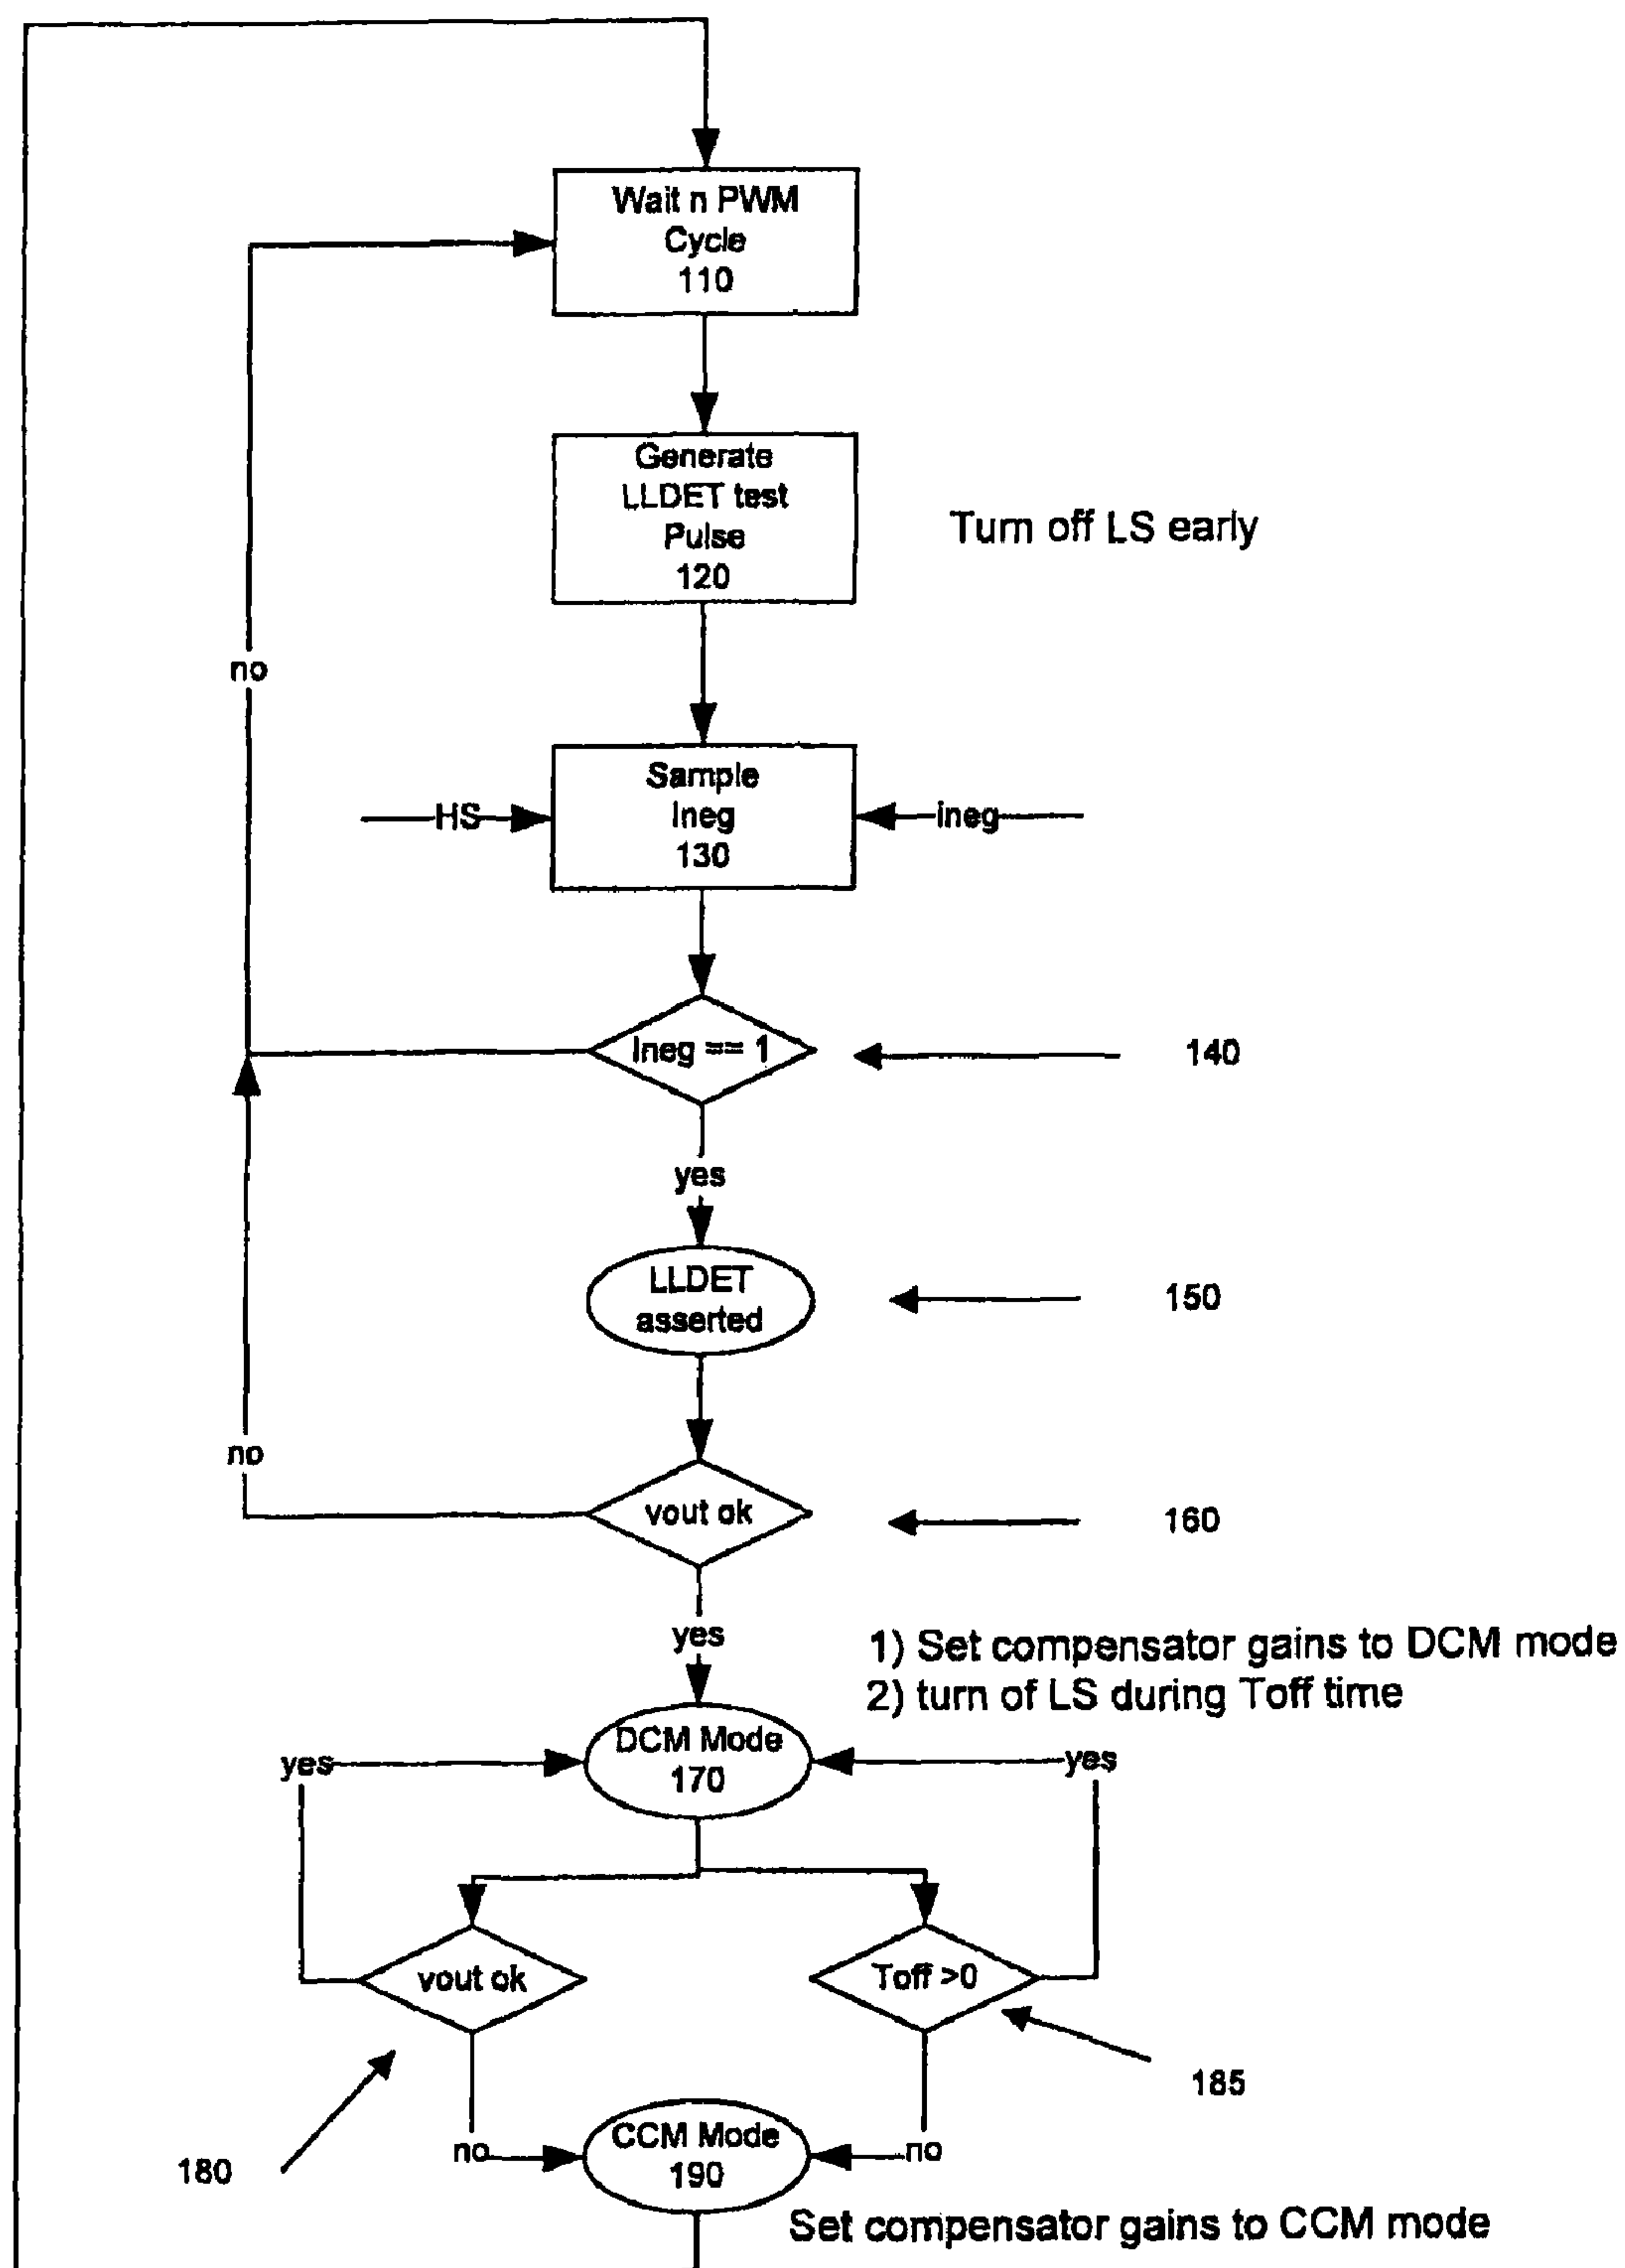 Wait n PWM
Cycle
110
Generate
LLDET test
Pulse
120
Turn off LS early
no
Sample
Ineg
130
HS
ineg
Ineg == 1
140
yes
LLDET
asserted
150
no
vout ok
160
yes
1) Set compensator gains to DCM mode
2) turn of LS during Toff time
DCM Mode
170
yes
yes
vout ok
Toff >0
185
180
no
CCM Mode
190
no
Set compensator gains to CCM mode